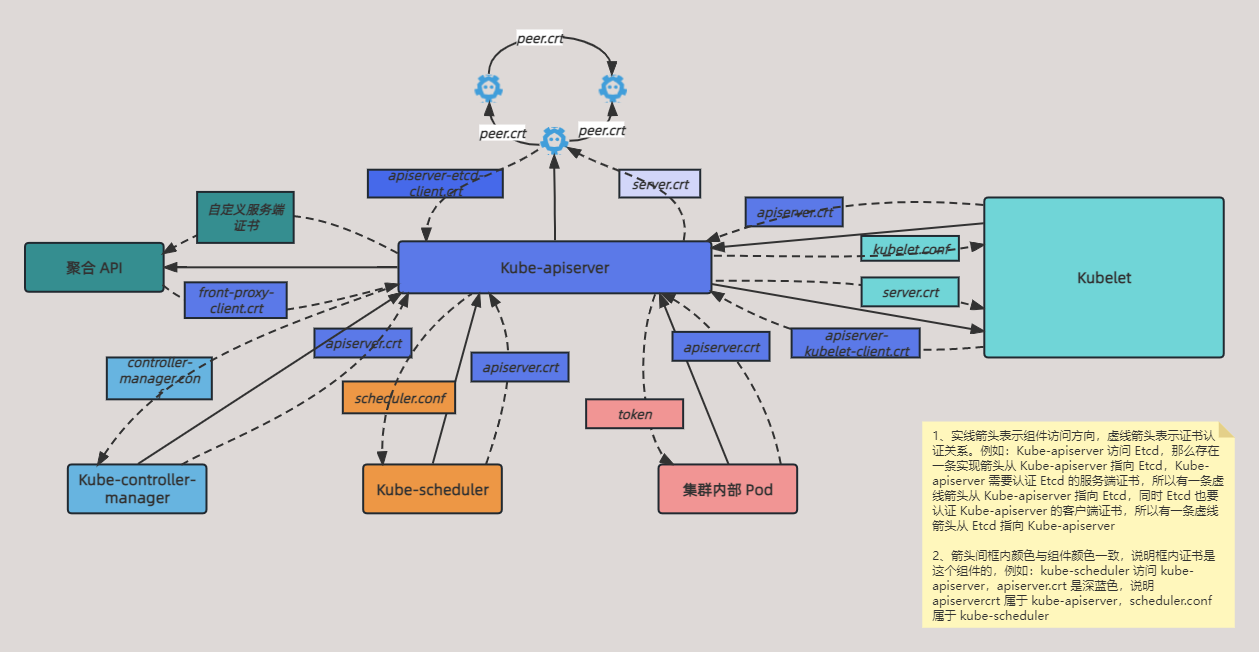 peer.crt
peer.crt
peer.crt
apiserver-etcd-
client.crt
server.crt
自定义服务端
证书
apiserver.crt
kubelet.conf
聚合 API
Kube-apiserver
Kubelet
front-proxy-
client.crt
server.crt
apiserver.crt
apiserver-
kubelet-client.crt
apiserver.crt
controller-
manager.con
apiserver.crt
scheduler.conf
token
Kube-controller-
manager
Kube-scheduler
集群内部 Pod
1、实线箭头表示组件访问方向，虚线箭头表示证书认
证关系。例如：Kube-apiserver 访问 Etcd，那么存在
一条实现箭头从 Kube-apiserver 指向 Etcd，Kube-
apiserver 需要认证 Etcd 的服务端证书，所以有一条虚
线箭头从 Kube-apiserver 指向 Etcd，同时 Etcd 也要
认证 Kube-apiserver 的客户端证书，所以有一条虚线
箭头从 Etcd 指向 Kube-apiserver
2、箭头间框内颜色与组件颜色一致，说明框内证书是
这个组件的，例如：kube-scheduler 访问 kube-
apiserver，apiserver.crt 是深蓝色，说明
apiservercrt 属于 kube-apiserver，scheduler.conf
属于 kube-scheduler